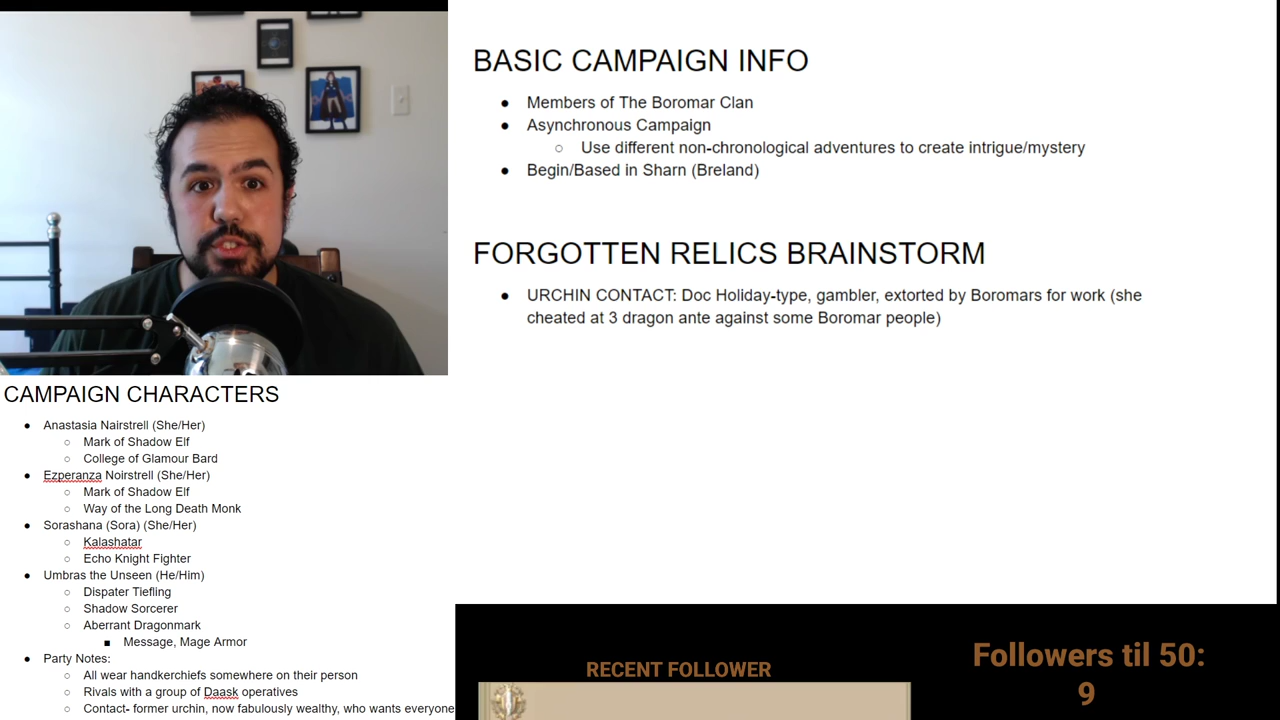 BASIC CAMPAIGN INFO
● Members of The Boromar Clan
● Asynchronous Campaign
○ Use different non-chronological adventures to create intrigue/mystery
● Begin/Based in Sharn (Breland)
FORGOTTEN RELICS BRAINSTORM
● URCHIN CONTACT: Doc Holiday-type, gambler, extorted by Boromars for work (she
cheated at 3 dragon ante against some Boromar people)
CAMPAIGN CHARACTERS
● Anastasia Nairstrell (She/Her)
○ Mark of Shadow Elf
○ College of Glamour Bard
● Ezperanza Noirstrell (She/Her)
○ Mark of Shadow Elf
○ Way of the Long Death Monk
● Sorashana (Sora) (She/Her)
○ Kalashatar
○ Echo Knight Fighter
● Umbras the Unseen (He/Him)
○ Dispater Tiefling
○ Shadow Sorcerer
○ Aberrant Dragonmark
■ Message, Mage Armor
● Party Notes:
○ All wear handkerchiefs somewhere on their person
○ Rivals with a group of Daask operatives
○ Contact- former urchin, now fabulously wealthy, who wants everyone
RECENT FOLLOWER
Followers til 50:
9